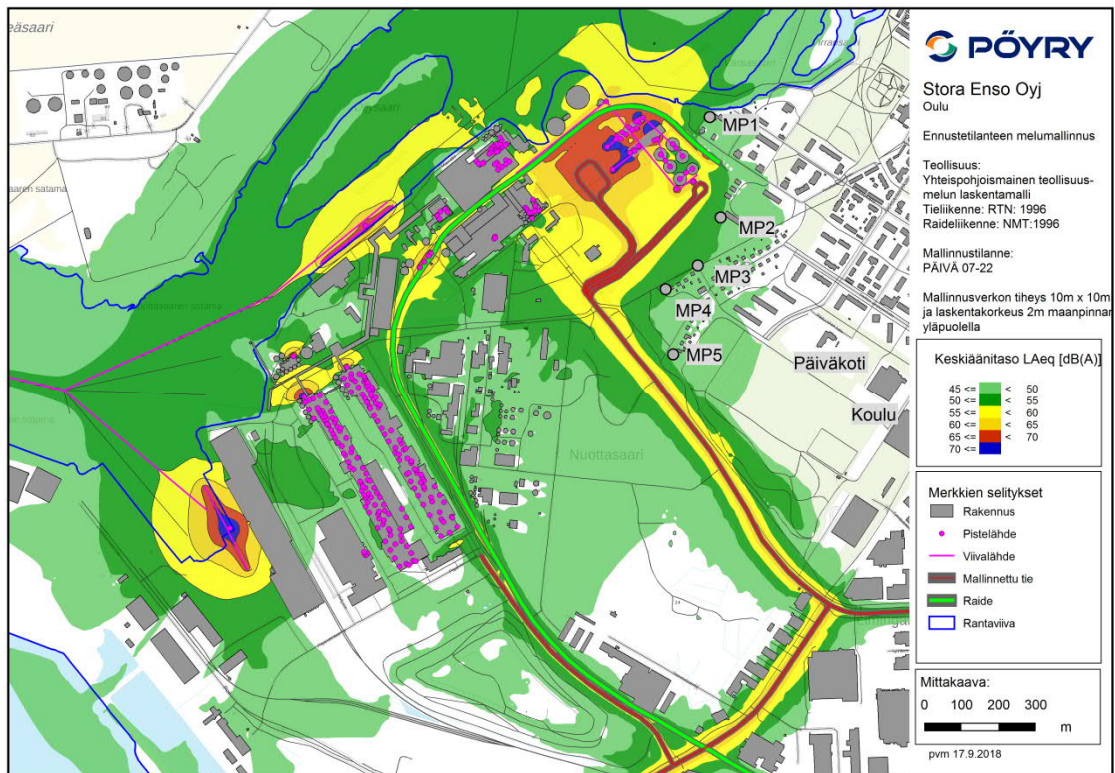 PÖYRY
Stora Enso Oyj
Oulu
Ennustetilanteen melumallinnus
Teollisuus:
Yhteispohjoismainen teollisuus-
melun laskentamalli
Tieliikenne: RTN: 1996
Raideliikenne: NMT:1996
Mallinnustilanne:
PÄIVÄ 07-22
Mallinnusverkon tiheys 10m x 10m
ja laskentakorkeus 2m maanpinnan
yläpuolella
Keskiäänitaso LAeq [dB(A)]
45 <= < 50
50 <= < 55
55 <= < 60
60 <= < 65
65 <= < 70
70 <=
Merkkien selitykset
Rakennus
Pistelähde
Viivalähde
Mallinnettu tie
Raide
Rantaviiva
Mittakaava:
0 100 200 300
m
pvm 17.9.2018
MP1
MP2
MP3
MP4
MP5
Päiväkoti
Koulu
Nuottasaari